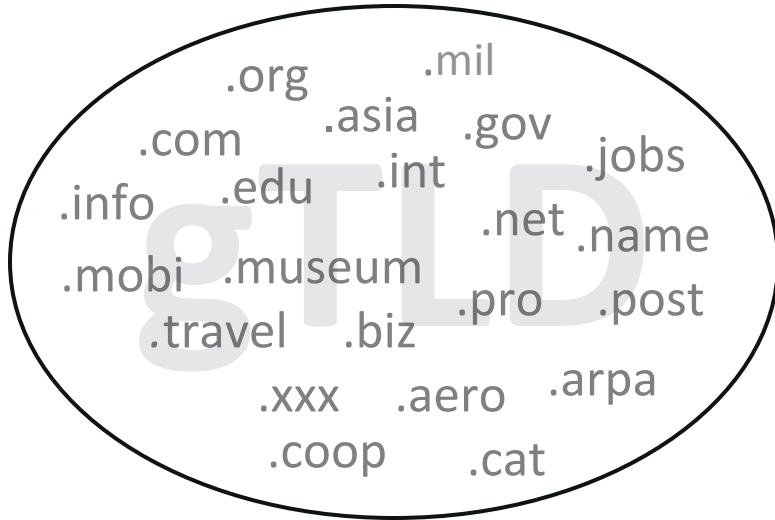 .org
.mil
.asia
.com
.gov
.jobs
.int
.edu
.info
.net
.name
gTLD
.mobi
.museum
.pro
.post
.travel
.biz
.arpa
.xxx
.aero
.coop
.cat